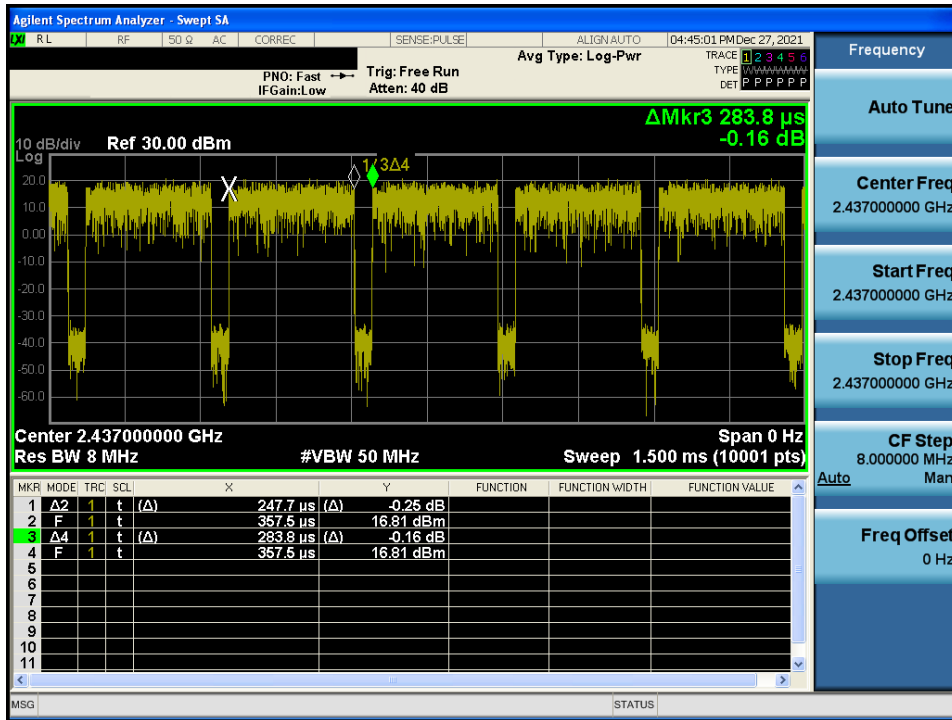 Agilent Spectrum Analyzer - Swept SA
LXI RL RF 50 Ω AC CORREC SENSE:PULSE ALIGN AUTO 04:45:01 PM Dec 27, 2021
Frequency
Avg Type: Log-Pwr
TRACE 1 2 3 4 5 6
TYPE WWWWWW
DET P P P P P P
PNO: Fast
IFGain:Low
Trig: Free Run
Atten: 40 dB
ΔMkr3 283.8 µs
-0.16 dB
10 dB/div
Log
Ref 30.00 dBm
1/3Δ4
X
20.0
10.0
0.00
-10.0
-20.0
-30.0
-40.0
-50.0
-60.0
Center 2.437000000 GHz
Span 0 Hz
Res BW 8 MHz
#VBW 50 MHz
Sweep 1.500 ms (10001 pts)
MKR MODE TRC SCL X Y FUNCTION FUNCTION WIDTH FUNCTION VALUE
1 Δ2 1 t (Δ) 247.7 µs (Δ) -0.25 dB
2 F 1 t 357.5 µs 16.81 dBm
3 Δ4 1 t (Δ) 283.8 µs (Δ) -0.16 dB
4 F 1 t 357.5 µs 16.81 dBm
5
6
7
8
9
10
11
MSG
STATUS
Auto Tune
Center Freq
2.437000000 GHz
Start Freq
2.437000000 GHz
Stop Freq
2.437000000 GHz
CF Step
8.000000 MHz
Auto Man
Freq Offset
0 Hz